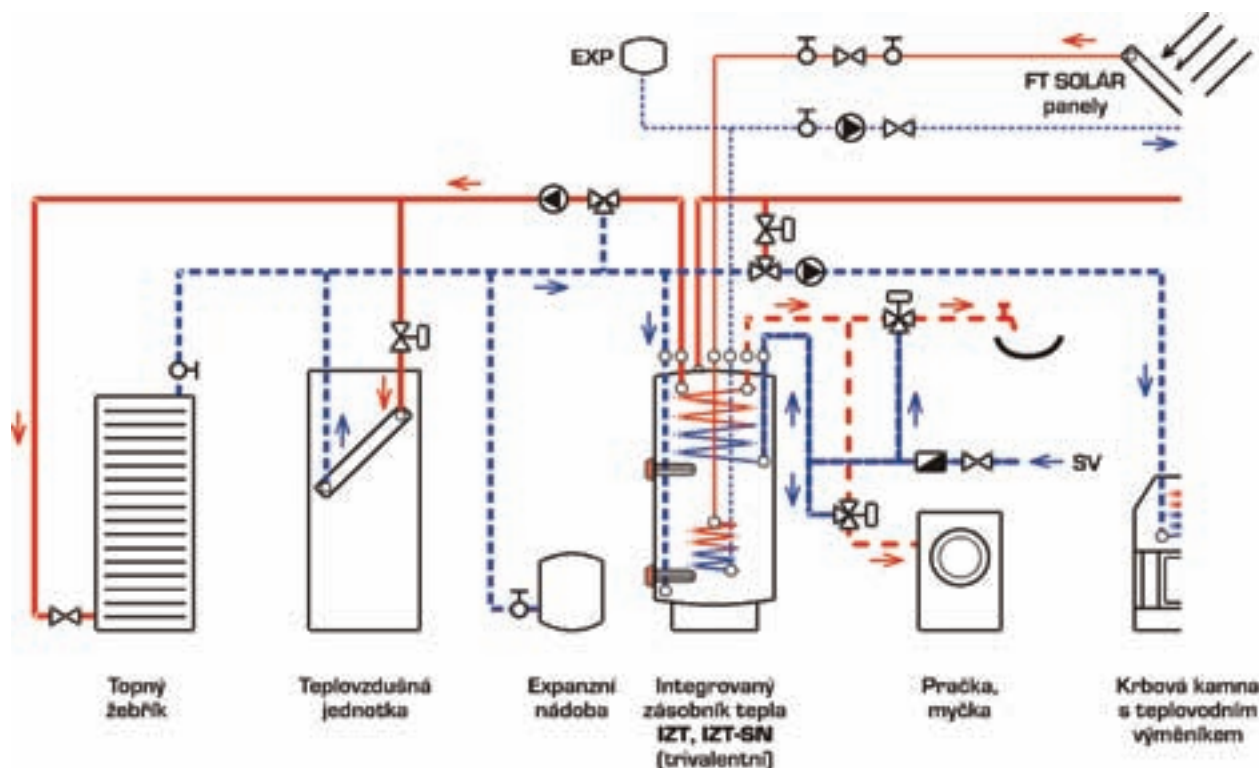 EXP
FT SOLÁR
panely
SV
Topný
žebřík
Teplovzdušná
jednotka
Expanzní
nádoba
Integrovaný
zásobník tepla
IZT, IZT-SN
(trivalentní)
Pračka,
myčka
Krbová kamna
s teplovodním
výměníkem